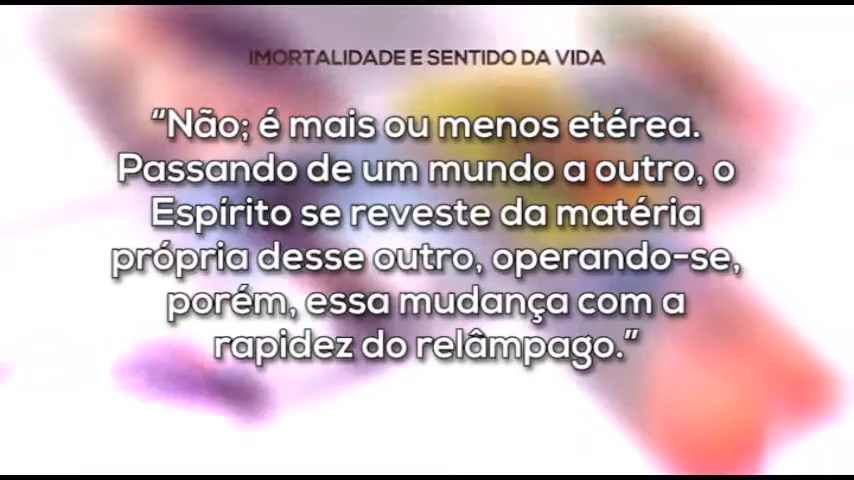 IMORTALIDADE E SENTIDO DA VIDA
“Não; é mais ou menos etérea.
Passando de um mundo a outro, o
Espírito se reveste da matéria
própria desse outro, operando-se,
porém, essa mudança com a
rapidez do relâmpago.”